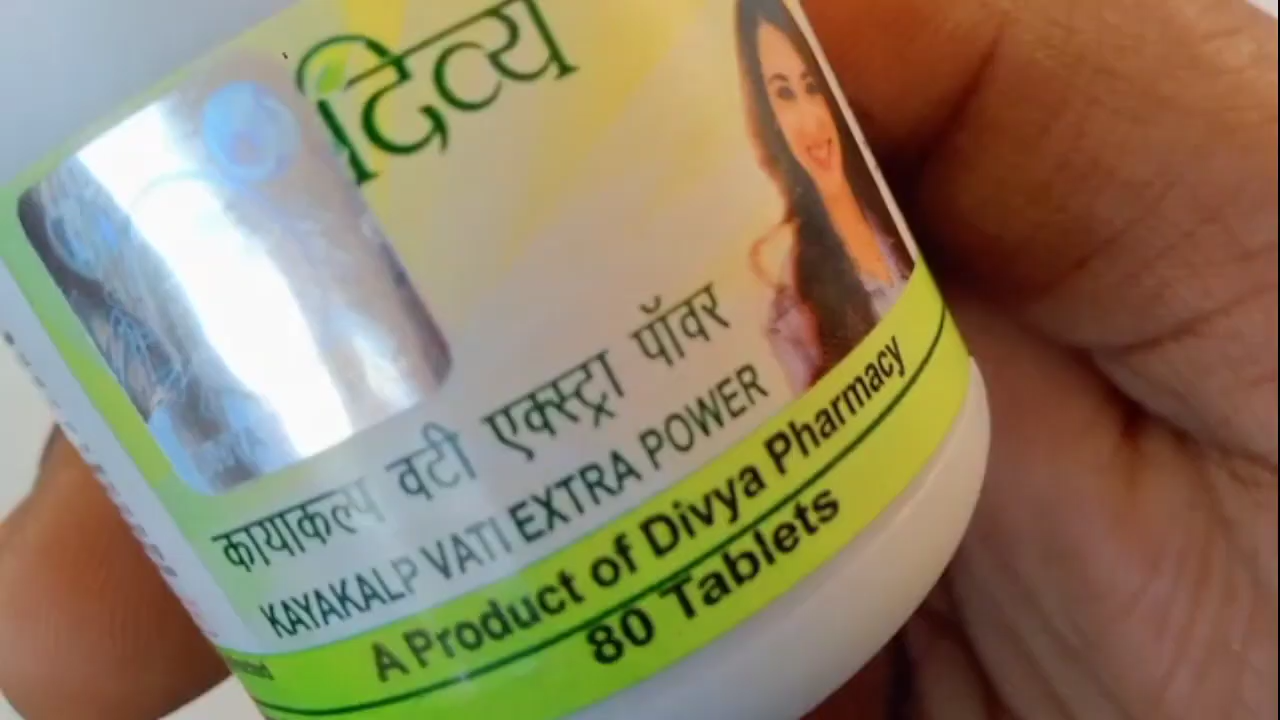 दिव्य
कायाकल्प वटी एक्स्ट्रा पॉवर
KAYAKALP VATI EXTRA POWER
A Product of Divya Pharmacy
80 Tablets